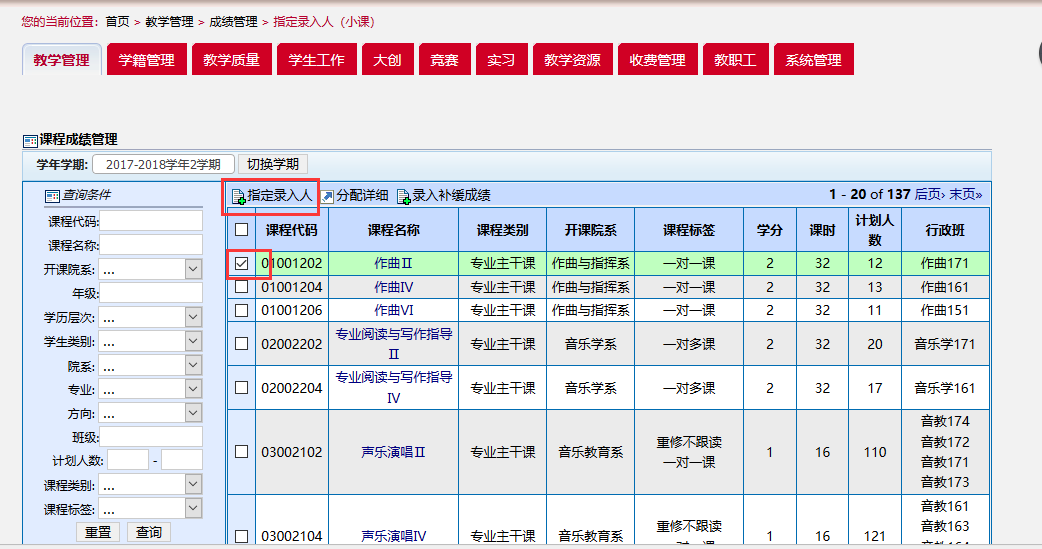 您的当前位置：首页 > 教学管理 > 成绩管理 > 指定录入人（小课）
教学管理 学籍管理 教学质量 学生工作 大创 竞赛 实习 教学资源 收费管理 教职工 系统管理
课程成绩管理
学年学期: 2017-2018学年2学期 切换学期
查询条件
课程代码:
课程名称:
开课院系: ...
年级:
学历层次: ...
学生类别: ...
院系: ...
专业: ...
方向: ...
班级:
计划人数: -
课程类别: ...
课程标签: ...
重置 查询
指定录入人 分配详细 录入补缓成绩 1 - 20 of 137 后页› 末页»
课程代码 课程名称 课程类别 开课院系 课程标签 学分 课时 计划人数 行政班
01001202 作曲II 专业主干课 作曲与指挥系 一对一课 2 32 12 作曲171
01001204 作曲IV 专业主干课 作曲与指挥系 一对一课 2 32 13 作曲161
01001206 作曲VI 专业主干课 作曲与指挥系 一对一课 2 32 11 作曲151
02002202 专业阅读与写作指导II 专业主干课 音乐学系 一对多课 2 32 20 音乐学171
02002204 专业阅读与写作指导IV 专业主干课 音乐学系 一对多课 2 32 17 音乐学161
03002102 声乐演唱II 专业主干课 音乐教育系 重修不跟读 一对一课 1 16 110 音教174
音教172
音教171
音教173
03002104 声乐演唱IV 专业主干课 音乐教育系 重修不跟读 1 16 121 音教161
音教163